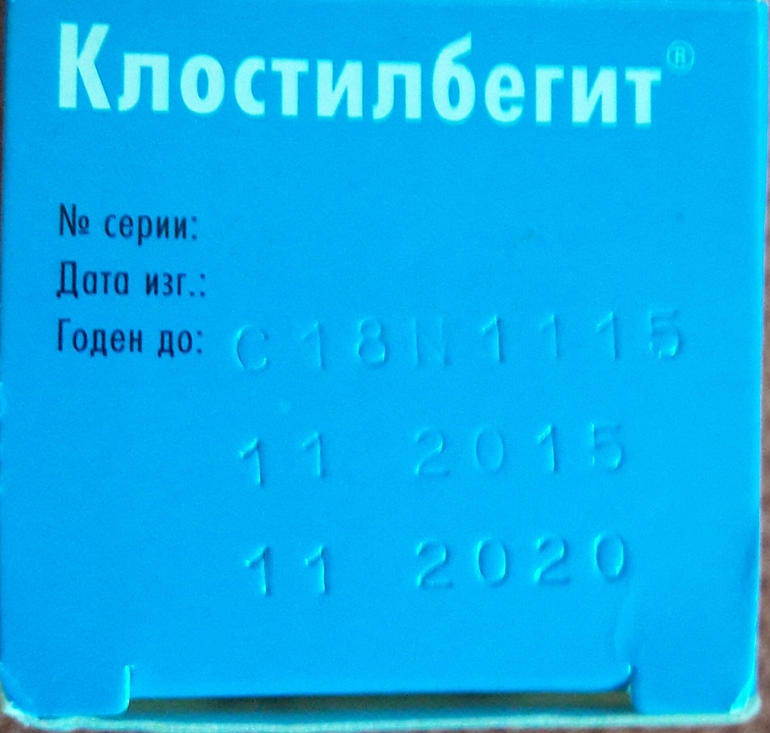 Клостилбегит®
№ серии:
Дата изг.:
Годен до:
C18N1115
11 2015
11 2020